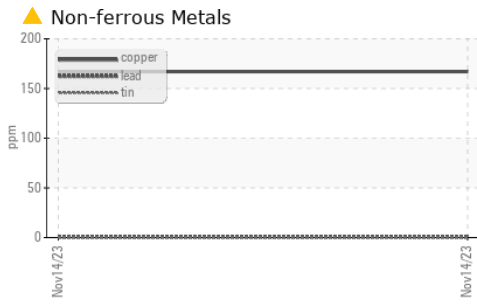 Non-ferrous Metals
200
150
100
50
0
ppm
copper
lead
tin
Nov14/23
Nov14/23